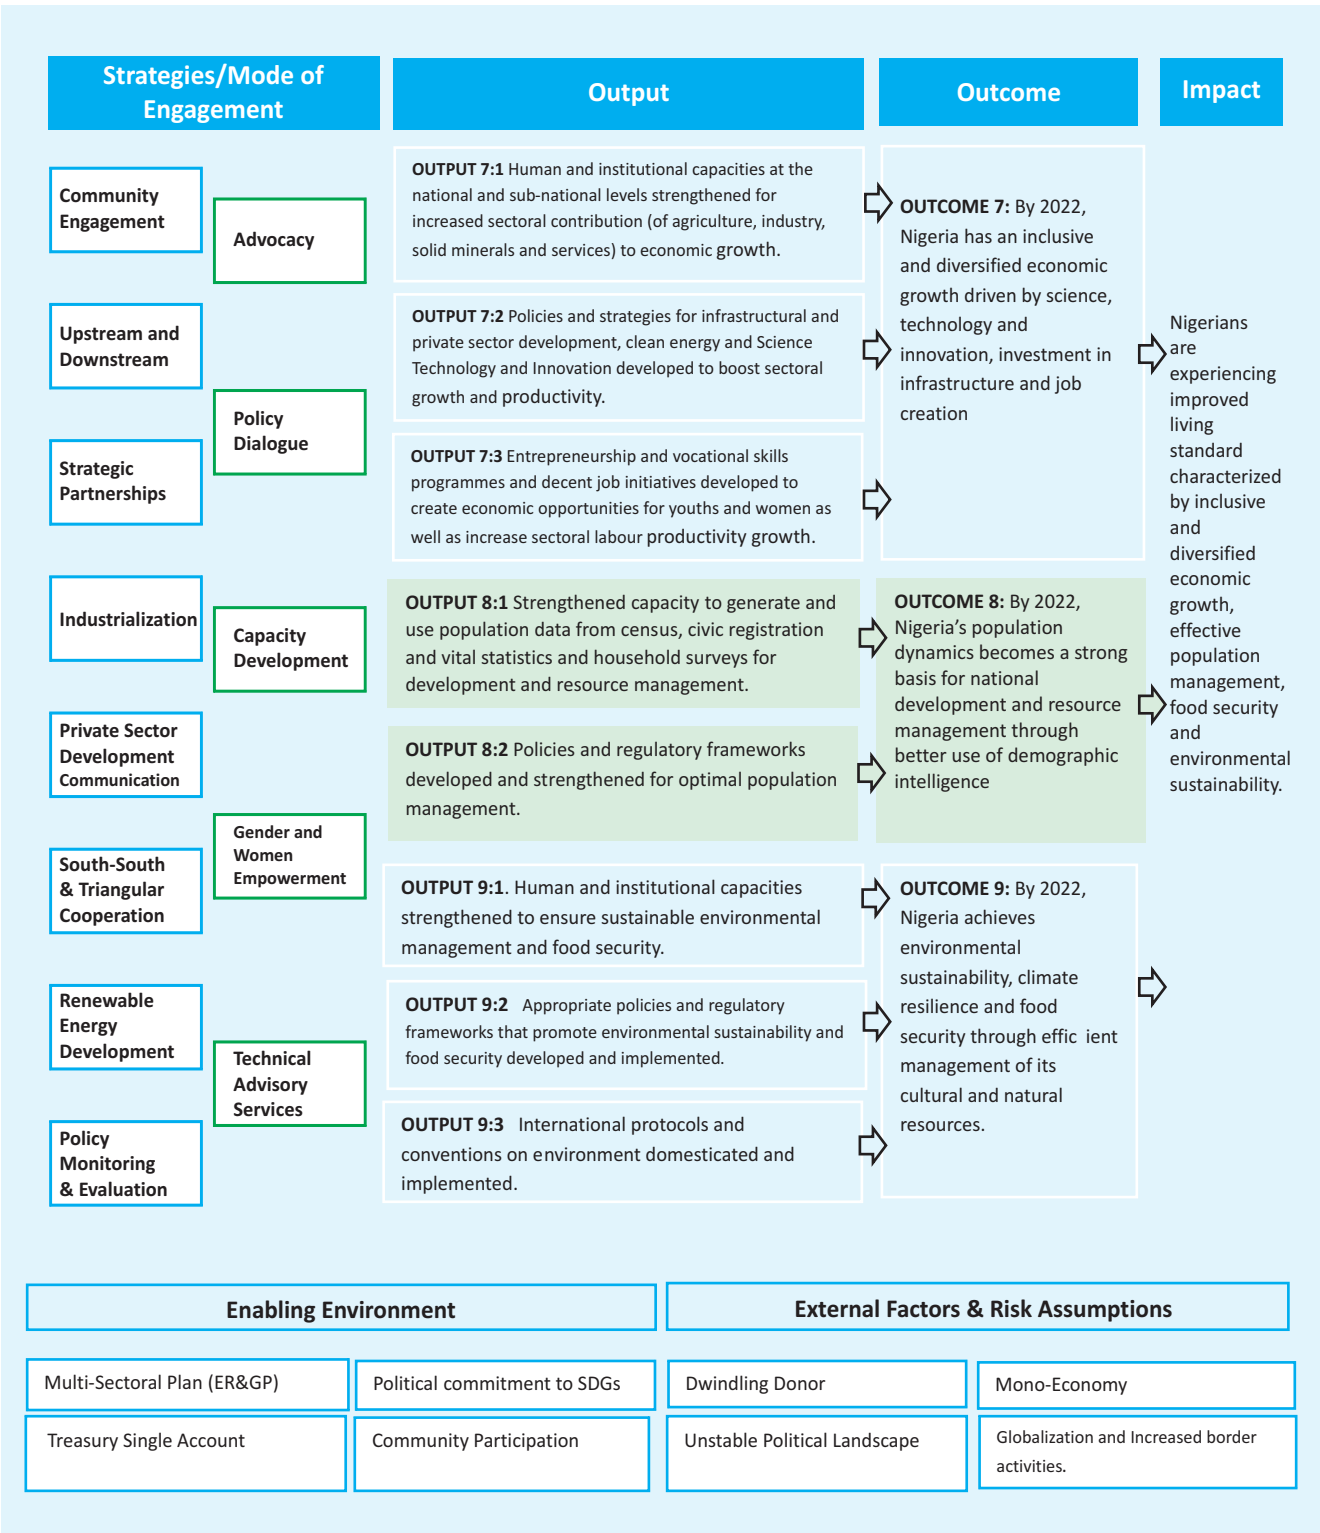 Strategies/Mode of
Engagement
Output
Outcome
Impact
Community
Engagement
Upstream and
Downstream
Strategic
Partnerships
Industrialization
Private Sector
Development
Communication
South-South
& Triangular
Cooperation
Renewable
Energy
Development
Policy
Monitoring
& Evaluation
Advocacy
Policy
Dialogue
Capacity
Development
Gender and
Women
Empowerment
Technical
Advisory
Services
OUTPUT 7:1 Human and institutional capacities at the
national and sub-national levels strengthened for
increased sectoral contribution (of agriculture, industry,
solid minerals and services) to economic growth.
OUTPUT 7:2 Policies and strategies for infrastructural and
private sector development, clean energy and Science
Technology and Innovation developed to boost sectoral
growth and productivity.
OUTPUT 7:3 Entrepreneurship and vocational skills
programmes and decent job initiatives developed to
create economic opportunities for youths and women as
well as increase sectoral labour productivity growth.
OUTPUT 8:1 Strengthened capacity to generate and
use population data from census, civic registration
and vital statistics and household surveys for
development and resource management.
OUTPUT 8:2 Policies and regulatory frameworks
developed and strengthened for optimal population
management.
OUTPUT 9:1. Human and institutional capacities
strengthened to ensure sustainable environmental
management and food security.
OUTPUT 9:2 Appropriate policies and regulatory
frameworks that promote environmental sustainability and
food security developed and implemented.
OUTPUT 9:3 International protocols and
conventions on environment domesticated and
implemented.
OUTCOME 7: By 2022,
Nigeria has an inclusive
and diversified economic
growth driven by science,
technology and
innovation, investment in
infrastructure and job
creation
OUTCOME 8: By 2022,
Nigeria’s population
dynamics becomes a strong
basis for national
development and resource
management through
better use of demographic
intelligence
OUTCOME 9: By 2022,
Nigeria achieves
environmental
sustainability, climate
resilience and food
security through effic ient
management of its
cultural and natural
resources.
Nigerians
are
experiencing
improved
living
standard
characterized
by inclusive
and
diversified
economic
growth,
effective
population
management,
food security
and
environmental
sustainability.
Enabling Environment
External Factors & Risk Assumptions
Multi-Sectoral Plan (ER&GP)
Political commitment to SDGs
Dwindling Donor
Mono-Economy
Treasury Single Account
Community Participation
Unstable Political Landscape
Globalization and Increased border
activities.